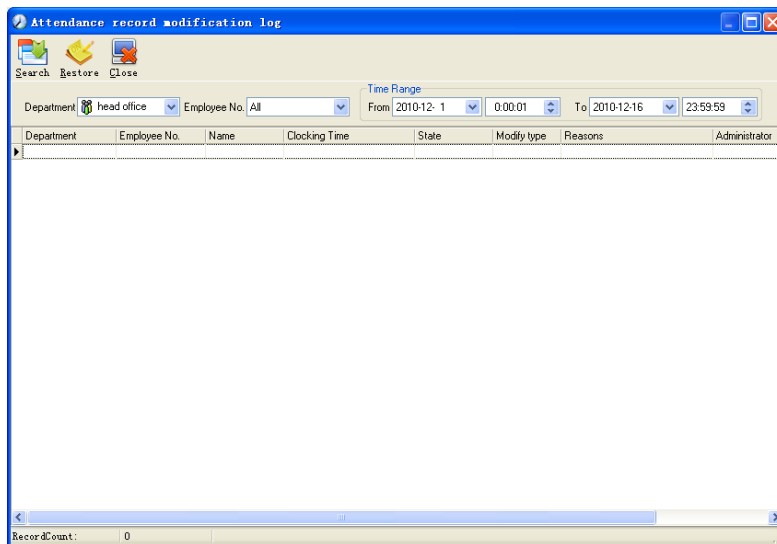 Attendance record modification log
Search Restore Close
Time Range
Department head office Employee No. All From 2010-12- 1 0:00:01 To 2010-12-16 23:59:59
Department Employee No. Name Clocking Time State Modify type Reasons Administrator
RecordCount: 0